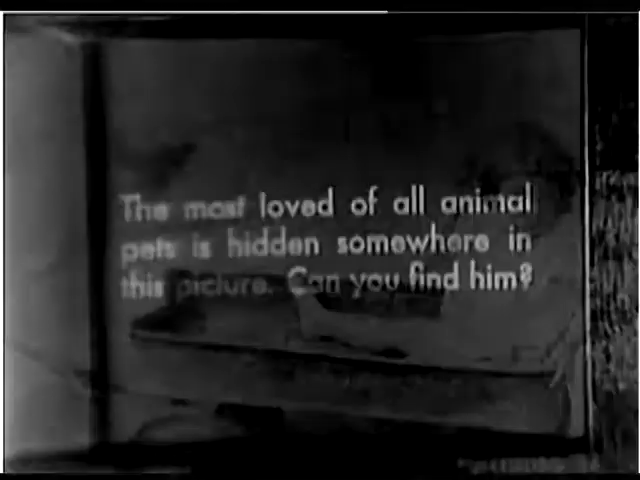 The most loved of all animal
pets is hidden somewhere in
this picture. Can you find him?